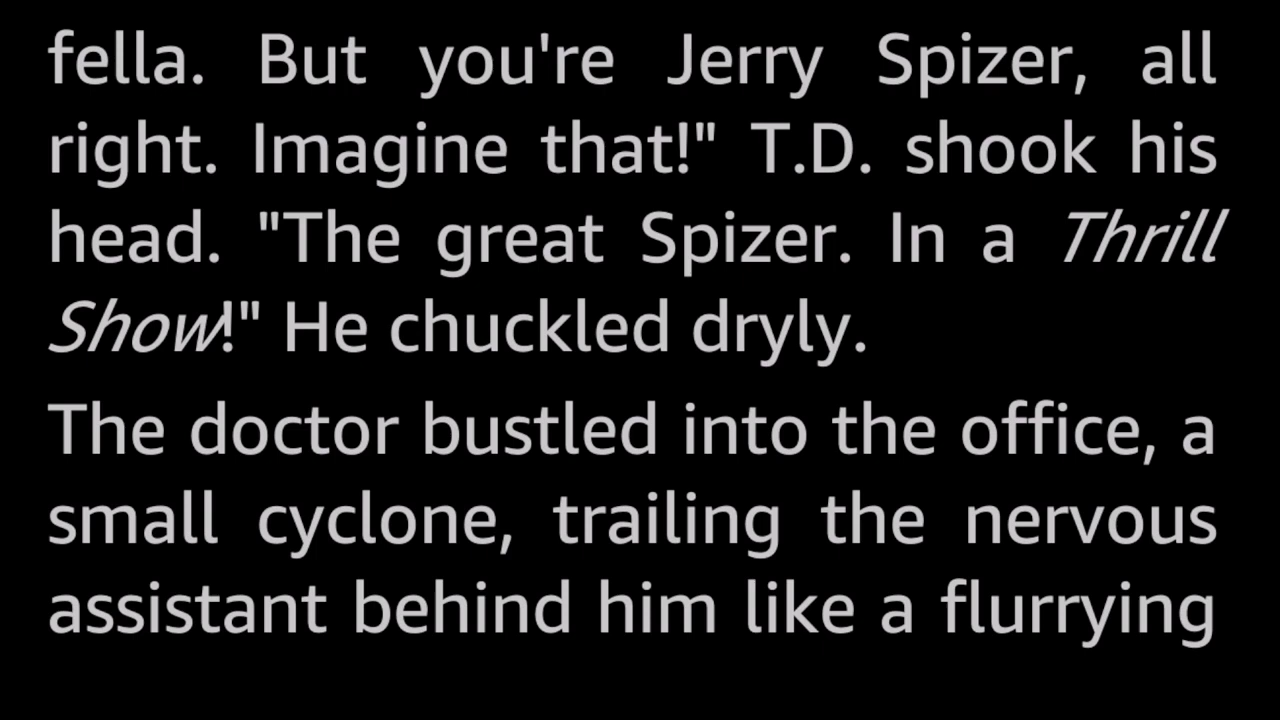 fella. But you're Jerry Spizer, all
right. Imagine that!" T.D. shook his
head. "The great Spizer. In a Thrill
Show!" He chuckled dryly.
The doctor bustled into the office, a
small cyclone, trailing the nervous
assistant behind him like a flurrying